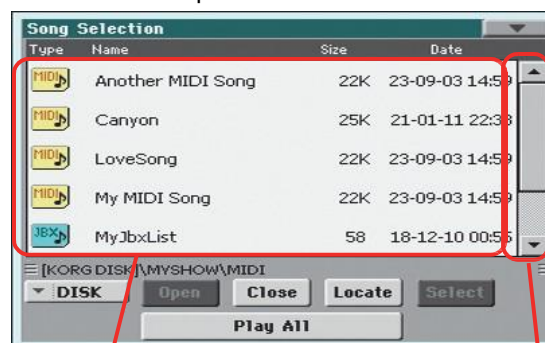 Song Selection
Type Name Size Date
MIDI Another MIDI Song 22K 23-09-03 14:59
MIDI Canyon 25K 21-01-11 22:33
MIDI LoveSong 22K 23-09-03 14:59
MIDI My MIDI Song 22K 23-09-03 14:59
JBX MyJbxList 58 18-12-10 00:55
[KORG DISK]\MYSHOW\MIDI
DISK Open Close Locate Select
Play All